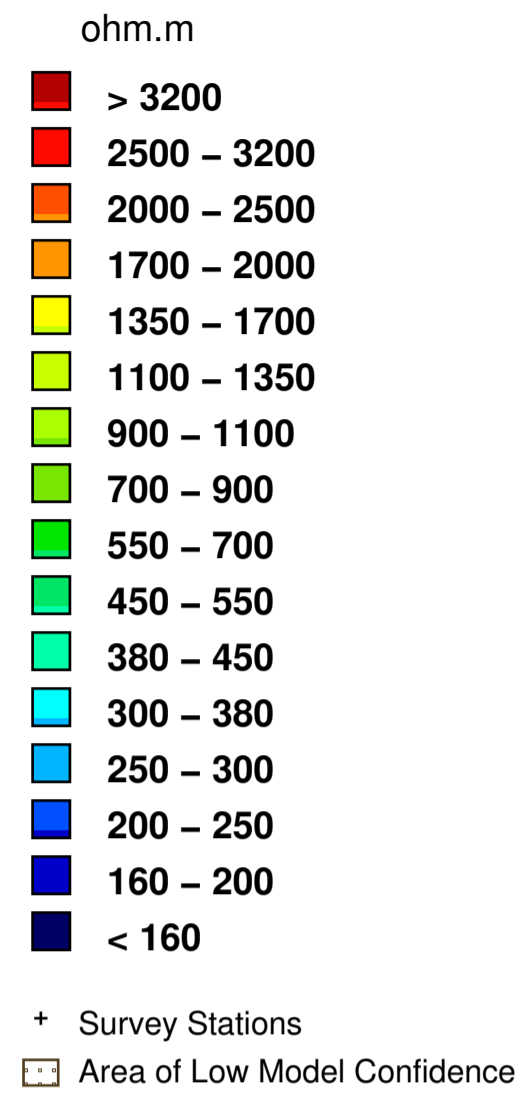 ohm.m
> 3200
2500 – 3200
2000 – 2500
1700 – 2000
1350 – 1700
1100 – 1350
900 – 1100
700 – 900
550 – 700
450 – 550
380 – 450
300 – 380
250 – 300
200 – 250
160 – 200
< 160
+ Survey Stations
Area of Low Model Confidence